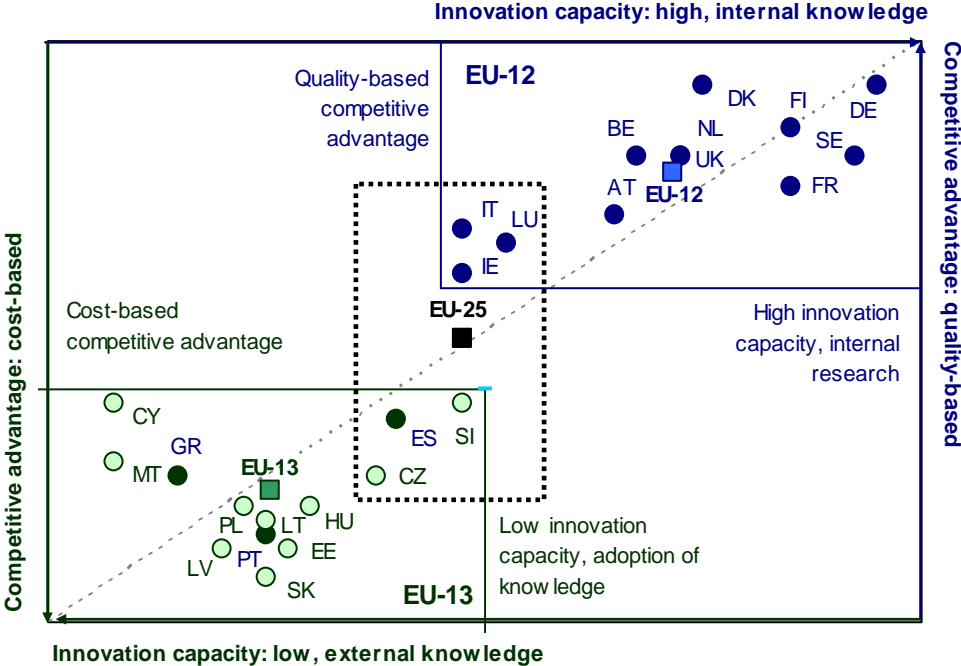 Innovation capacity: high, internal knowledge
Quality-based
competitive
advantage
EU-12
DK
FI
DE
BE
NL
SE
UK
AT
EU-12
FR
IT
LU
IE
EU-25
Cost-based
competitive advantage
High innovation
capacity, internal
research
Competitive advantage: cost-based
Competitive advantage: quality-based
CY
GR
ES
SI
MT
EU-13
CZ
PL
LT
HU
LV
PT
EE
SK
Low innovation
capacity, adoption of
knowledge
EU-13
Innovation capacity: low, external knowledge